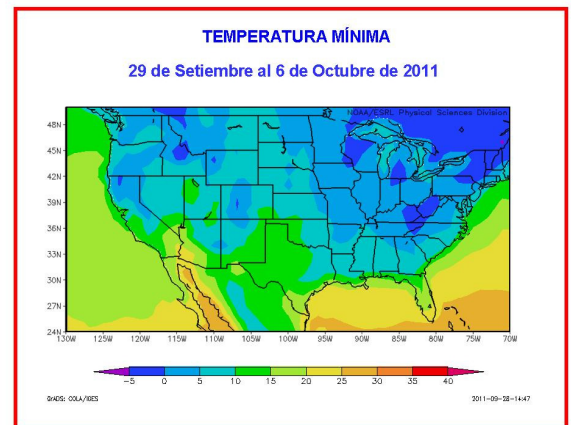 TEMPERATURA MÍNIMA
29 de Setiembre al 6 de Octubre de 2011
NOAA/ESRL Physical Sciences Division
48N
45N
42N
39N
36N
33N
30N
27N
24N
130W 125W 120W 115W 110W 105W 100W 95W 90W 85W 80W 75W 70W
-5 0 5 10 15 20 25 30 35 40
GrADS: COLA/IGES 2011-09-28-14:47